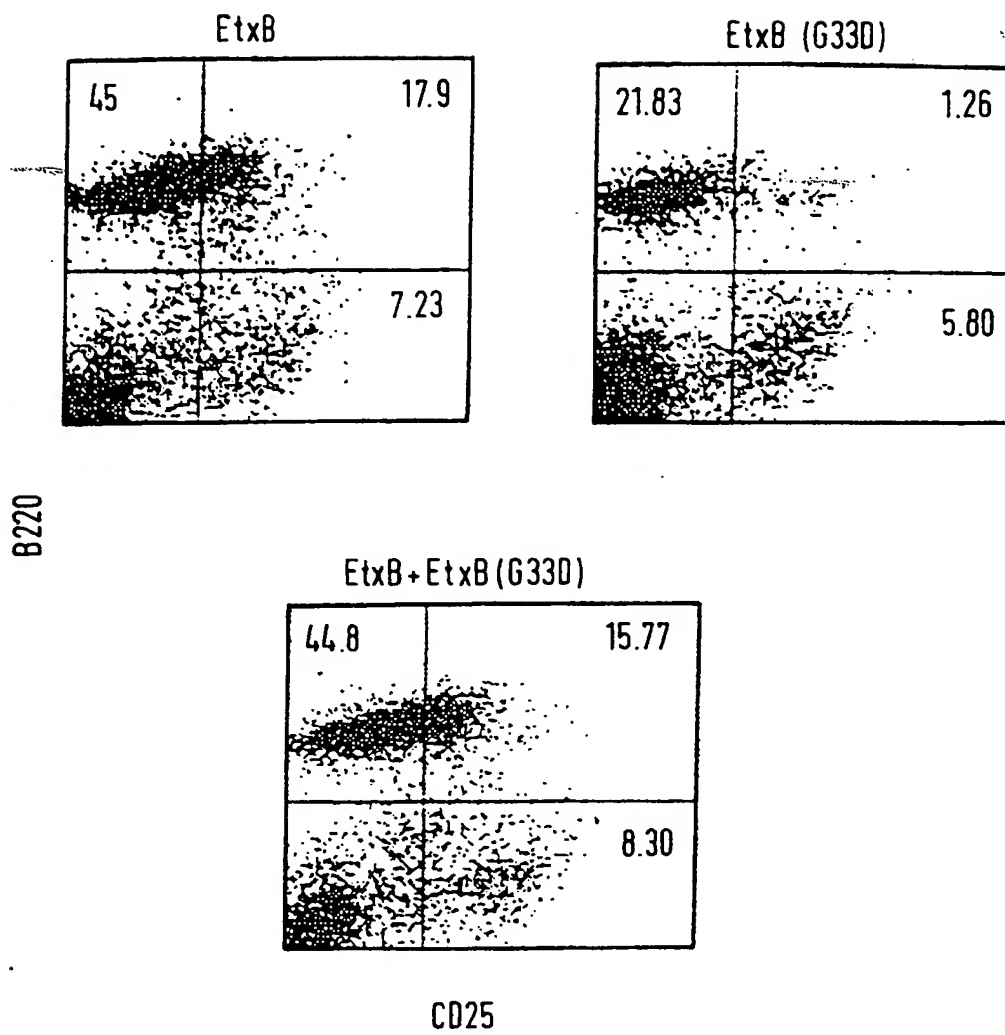 EtxB
EtxB (G33D)
45 17.9
7.23
21.83 1.26
5.80
B220
EtxB + EtxB (G33D)
44.8 15.77
8.30
CD25